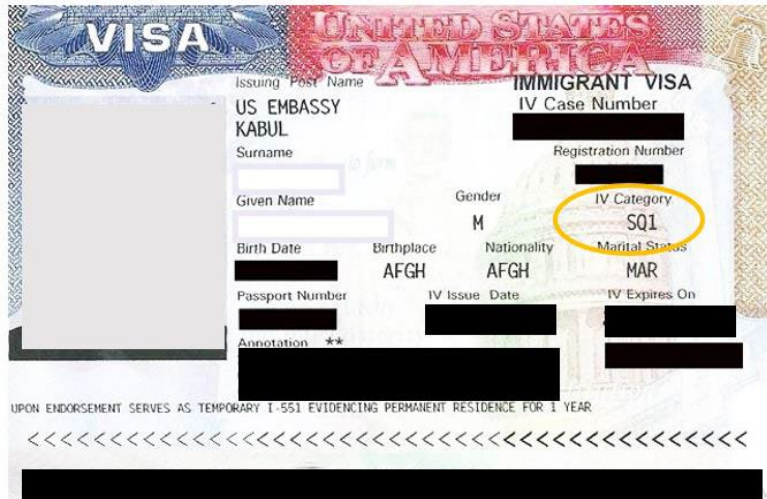 VISA
UNITED STATES
OF AMERICA
Issuing Post Name
IMMIGRANT VISA
US EMBASSY
KABUL
IV Case Number
Surname
Registration Number
Given Name
Gender
IV Category
M
SQ1
Birth Date
Birthplace
Nationality
Marital Status
AFGH
AFGH
MAR
Passport Number
IV Issue Date
IV Expires On
Annotation **
UPON ENDORSEMENT SERVES AS TEMPORARY I-551 EVIDENCING PERMANENT RESIDENCE FOR 1 YEAR